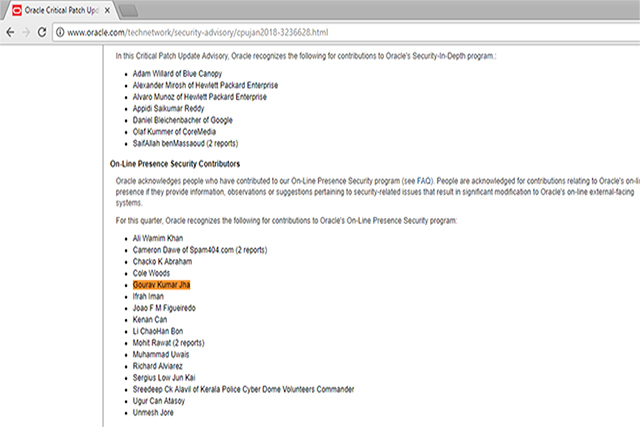 Oracle Critical Patch Upd
www.oracle.com/technetwork/security-advisory/cpujan2018-3236628.html
In this Critical Patch Update Advisory, Oracle recognizes the following for contributions to Oracle's Security-In-Depth program.:
Adam Willard of Blue Canopy
Alexander Mirosh of Hewlett Packard Enterprise
Alvaro Munoz of Hewlett Packard Enterprise
Appidi Saikumar Reddy
Daniel Bleichenbacher of Google
Olaf Kummer of CoreMedia
SaifAllah benMassaoud (2 reports)
On-Line Presence Security Contributors
Oracle acknowledges people who have contributed to our On-Line Presence Security program (see FAQ). People are acknowledged for contributions relating to Oracle's on-li
presence if they provide information, observations or suggestions pertaining to security-related issues that result in significant modification to Oracle's on-line external-facing
systems.
For this quarter, Oracle recognizes the following for contributions to Oracle's On-Line Presence Security program:
Ali Wamim Khan
Cameron Dawe of Spam404.com (2 reports)
Chacko K Abraham
Cole Woods
Gourav Kumar Jha
Ifrah Iman
Joao F M Figueiredo
Kenan Can
Li ChaoHan Bon
Mohit Rawat (2 reports)
Muhammad Uwais
Richard Alviarez
Sergius Low Jun Kai
Sreedeep Ck Alavil of Kerala Police Cyber Dome Volunteers Commander
Ugur Can Atasoy
Unmesh Jore